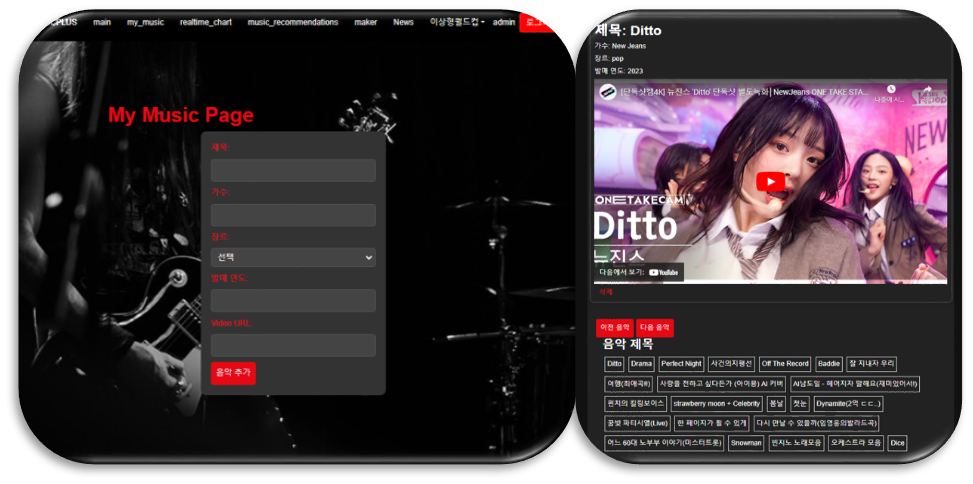 CPLUS main my_music realtime_chart music_recommendations maker News 이상형월드컵 admin 로그
My Music Page
제목:
가수:
장르:
선택
발매 연도:
Video URL:
음악 추가
제목: Ditto
가수: New Jeans
장르: pop
발매 연도: 2023
[단독샷캠4K] 뉴진스 'Ditto' 단독샷 별도녹화│NewJeans ONE TAKE STA...
나중에 서...
NEW
ONE TAKECAM
Ditto
뉴진스
다음에서 보기: YouTube
삭제
이전 음악 다음 음악
음악 제목
Ditto Drama Perfect Night 사건의지평선 Off The Record Baddie 잘 지내자 우리
여행(최애곡!!) 사랑을 전하고 싶다든가 (아이용) AI 커버 AI남도일 - 헤어지자 말해요(재미있어서!)
빈지의 킬링보이스 strawberry moon + Celebrity 봄날 첫눈 Dynamite(2억 ㄷㄷ..)
꿈빛 파티시엘(Live) 한 페이지가 될 수 있게 다시 만날 수 있을까(임영웅의발라드곡)
어느 60대 노부부 이야기(미스터트롯) Snowman 빈지노 노래모음 오케스트라 모음 Dice